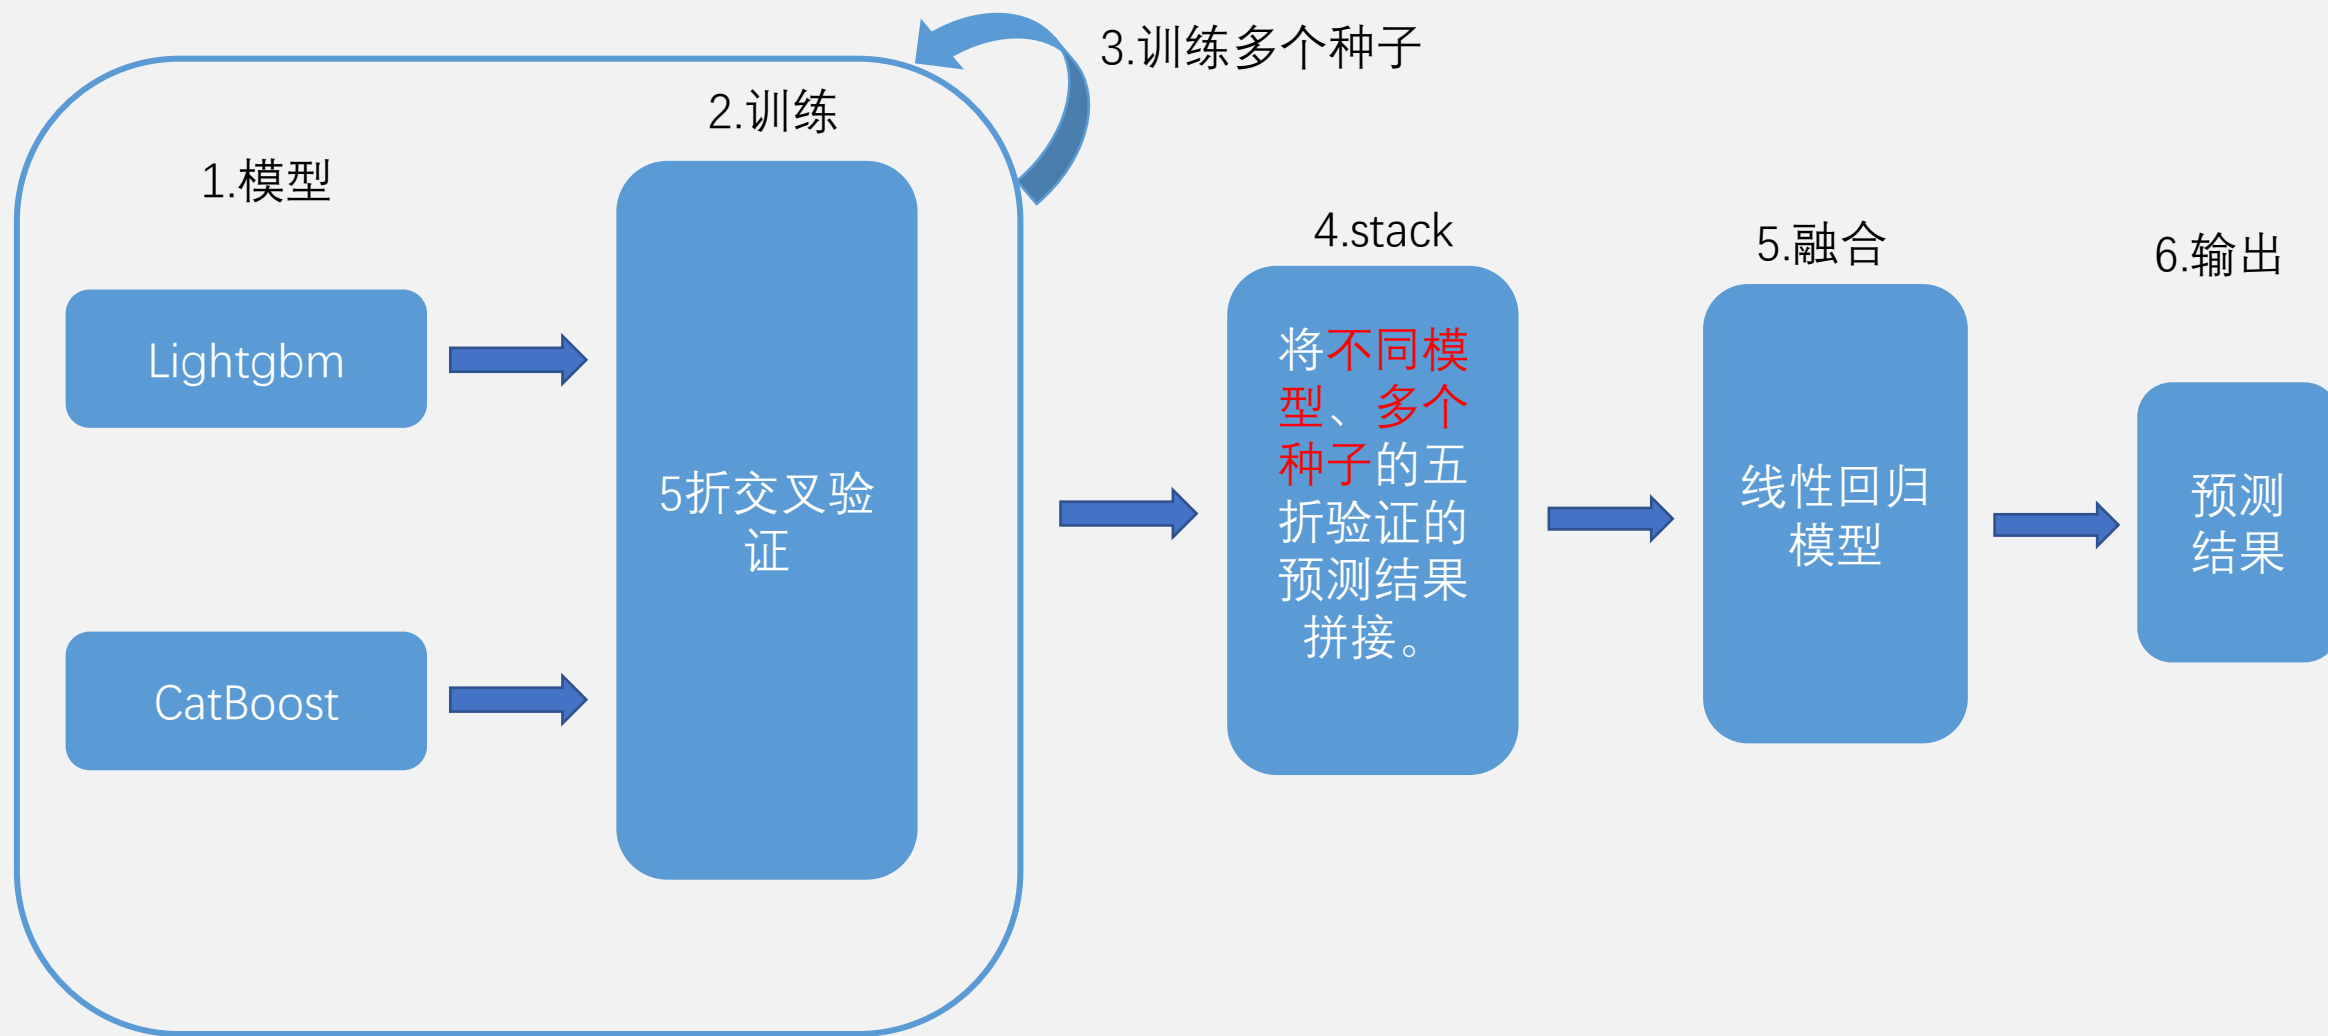 3.训练多个种子
2.训练
1.模型
Lightgbm
CatBoost
5折交叉验
证
4.stack
将不同模
型、多个
种子的五
折验证的
预测结果
拼接。
5.融合
线性回归
模型
6.输出
预测
结果